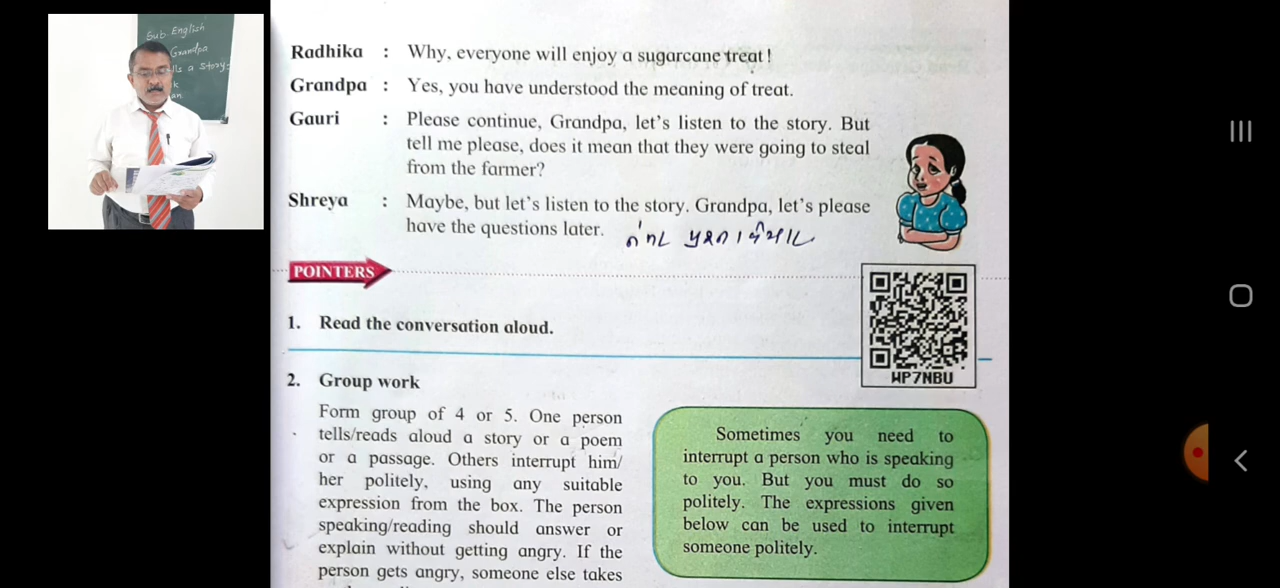 Sub. English
Grandpa
lls a Story:
k
an
Radhika : Why, everyone will enjoy a sugarcane treat!
Grandpa : Yes, you have understood the meaning of treat.
Gauri : Please continue, Grandpa, let's listen to the story. But
tell me please, does it mean that they were going to steal
from the farmer?
Shreya : Maybe, but let's listen to the story. Grandpa, let's please
have the questions later.
POINTERS
1. Read the conversation aloud.
WP7NBU
2. Group work
Form group of 4 or 5. One person
tells/reads aloud a story or a poem
or a passage. Others interrupt him/
her politely, using any suitable
expression from the box. The person
speaking/reading should answer or
explain without getting angry. If the
person gets angry, someone else takes
Sometimes you need to
interrupt a person who is speaking
to you. But you must do so
politely. The expressions given
below can be used to interrupt
someone politely.